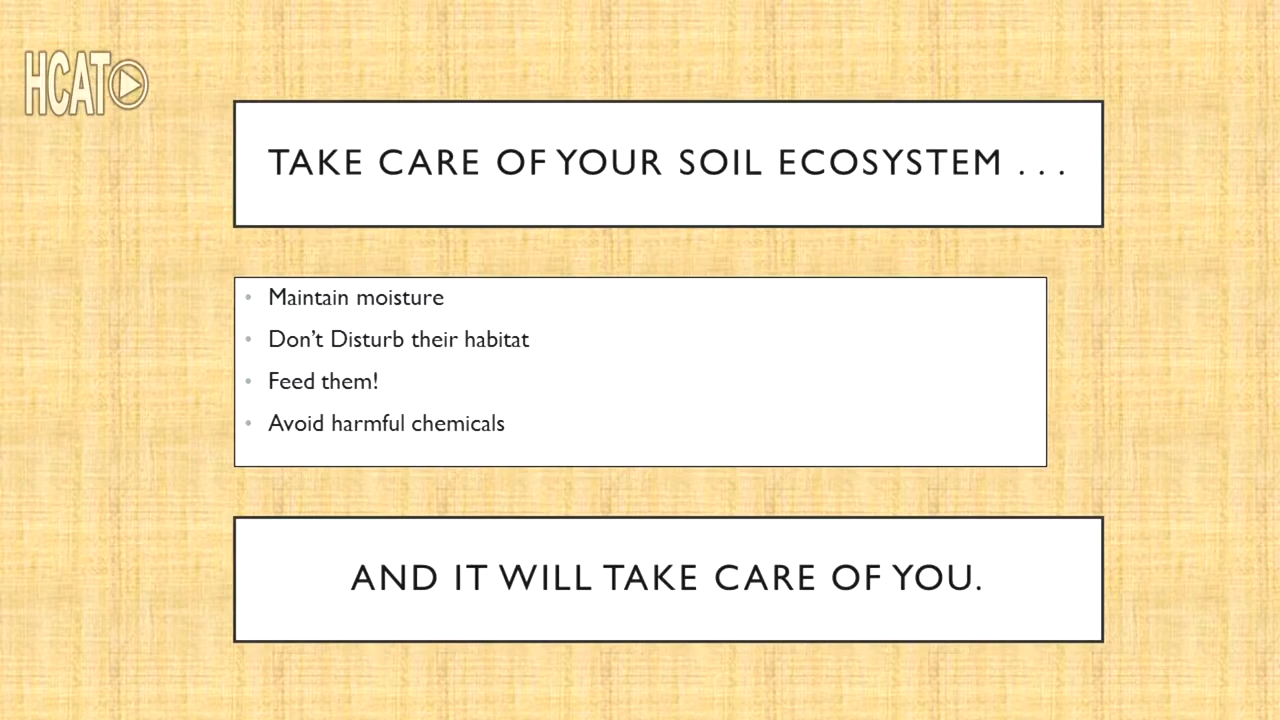 HCAT
TAKE CARE OF YOUR SOIL ECOSYSTEM . . .
• Maintain moisture
• Don’t Disturb their habitat
• Feed them!
• Avoid harmful chemicals
AND IT WILL TAKE CARE OF YOU.